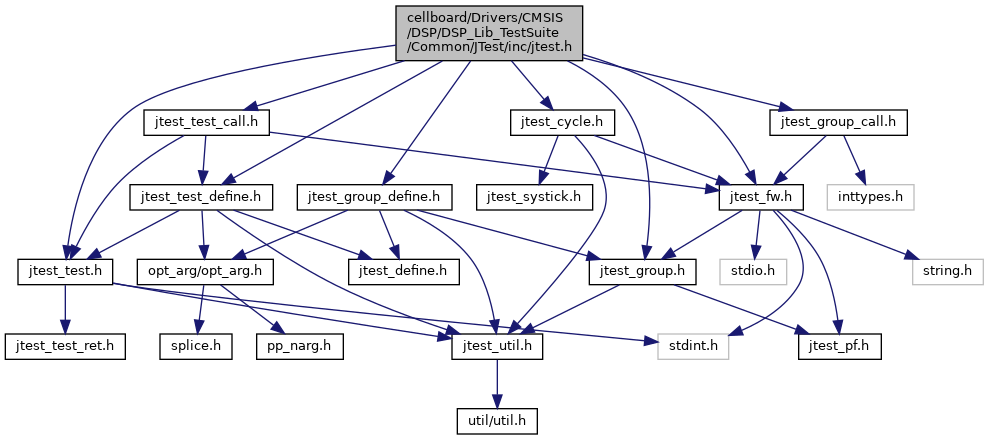 cellboard/Drivers/CMSIS
/DSP/DSP_Lib_TestSuite
/Common/JTest/inc/jtest.h
jtest_test_call.h
jtest_cycle.h
jtest_group_call.h
jtest_test_define.h
jtest_group_define.h
jtest_systick.h
jtest_fw.h
inttypes.h
jtest_test.h
opt_arg/opt_arg.h
jtest_define.h
jtest_group.h
stdio.h
string.h
jtest_test_ret.h
splice.h
pp_narg.h
jtest_util.h
stdint.h
jtest_pf.h
util/util.h